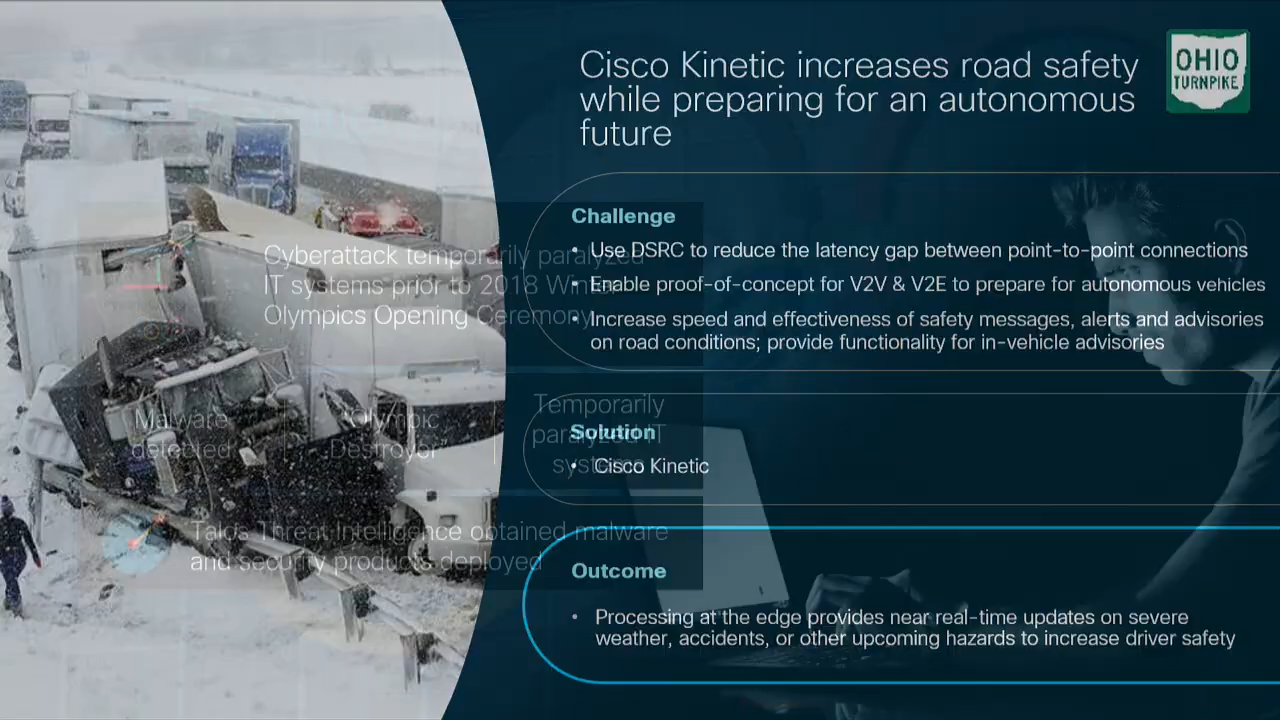 Cisco Kinetic increases road safety
while preparing for an autonomous
future
OHIO
TURNPIKE
Challenge
• Use DSRC to reduce the latency gap between point-to-point connections
• Enable proof-of-concept for V2V & V2E to prepare for autonomous vehicles
• Increase speed and effectiveness of safety messages, alerts and advisories
on road conditions; provide functionality for in-vehicle advisories
Solution
• Cisco Kinetic
Outcome
• Processing at the edge provides near real-time updates on severe
weather, accidents, or other upcoming hazards to increase driver safety
Cyberattack temporarily paralyzed
IT systems prior to 2018 Winter
Olympics Opening Ceremony
Malware
detected
"Olympic
Destroyer"
Temporarily
paralyzed IT
systems
Talos Threat Intelligence obtained malware
and security products deployed